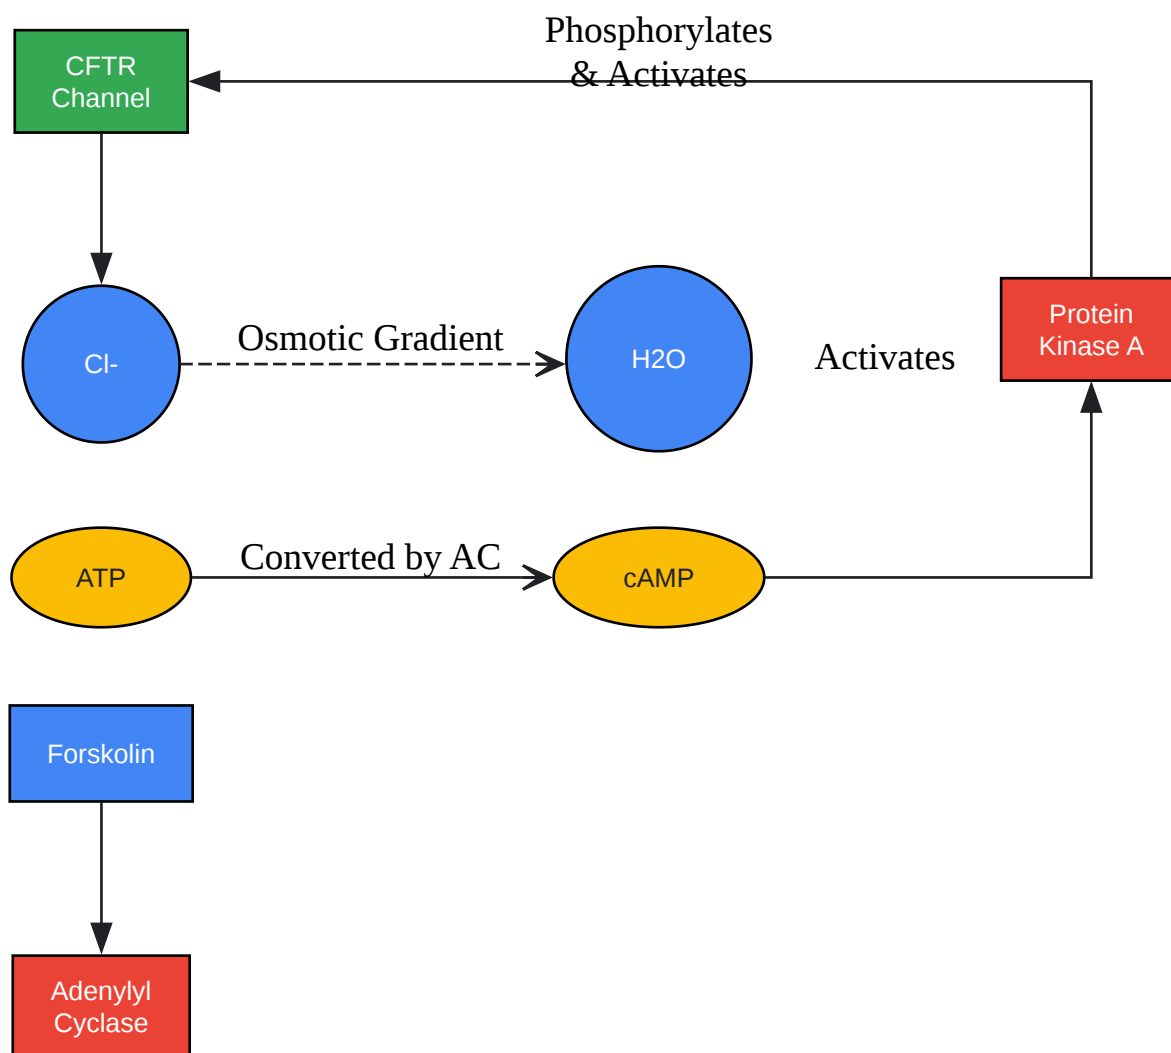 Phosphorylates
& Activates
CFTR
Channel
Protein
Kinase A
Cl-
Osmotic Gradient
H2O
Activates
ATP
Converted by AC
cAMP
Forskolin
Adenylyl
Cyclase